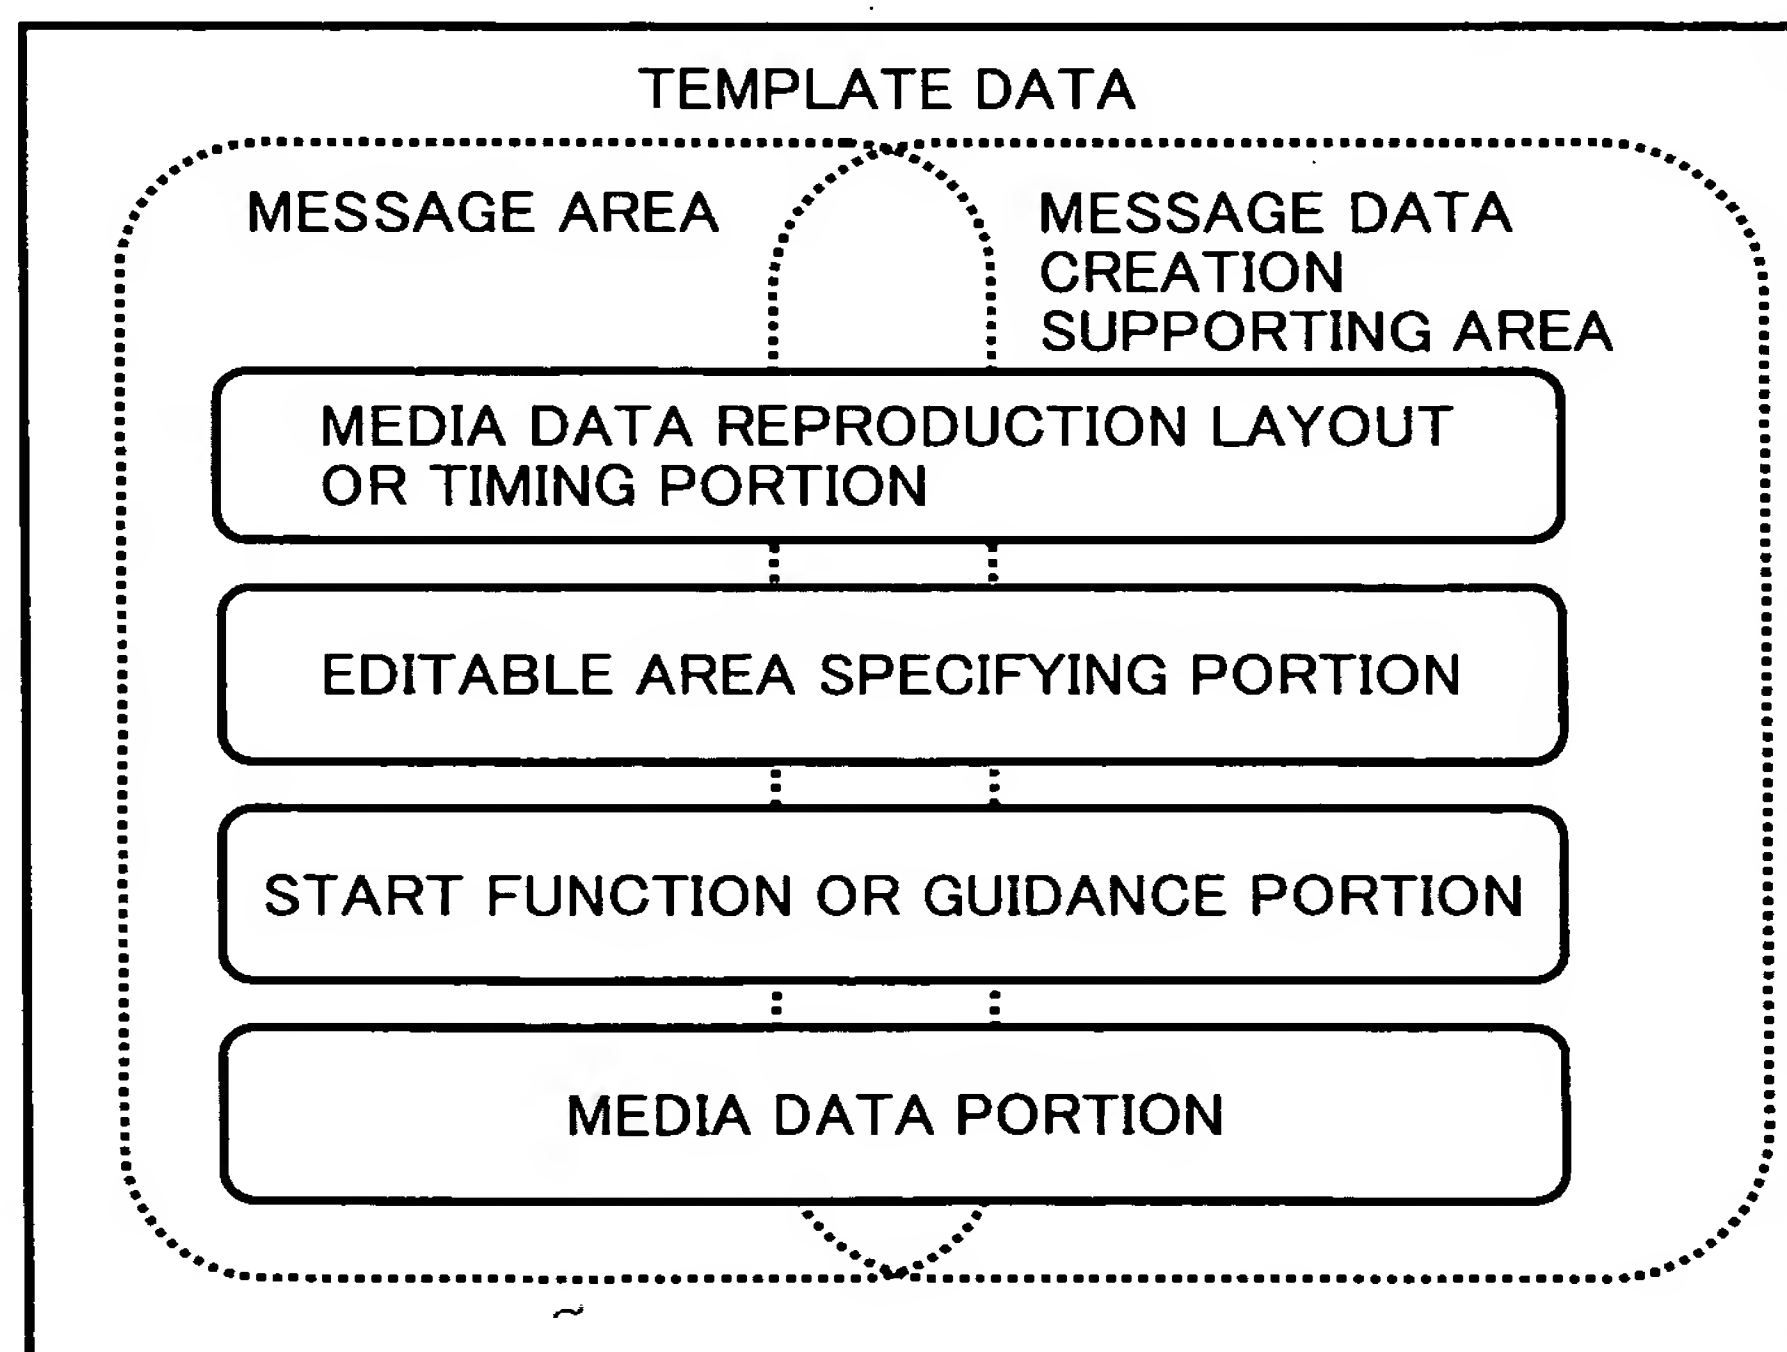 TEMPLATE DATA
MESSAGE AREA
MESSAGE DATA
CREATION
SUPPORTING AREA
MEDIA DATA REPRODUCTION LAYOUT
OR TIMING PORTION
EDITABLE AREA SPECIFYING PORTION
START FUNCTION OR GUIDANCE PORTION
MEDIA DATA PORTION